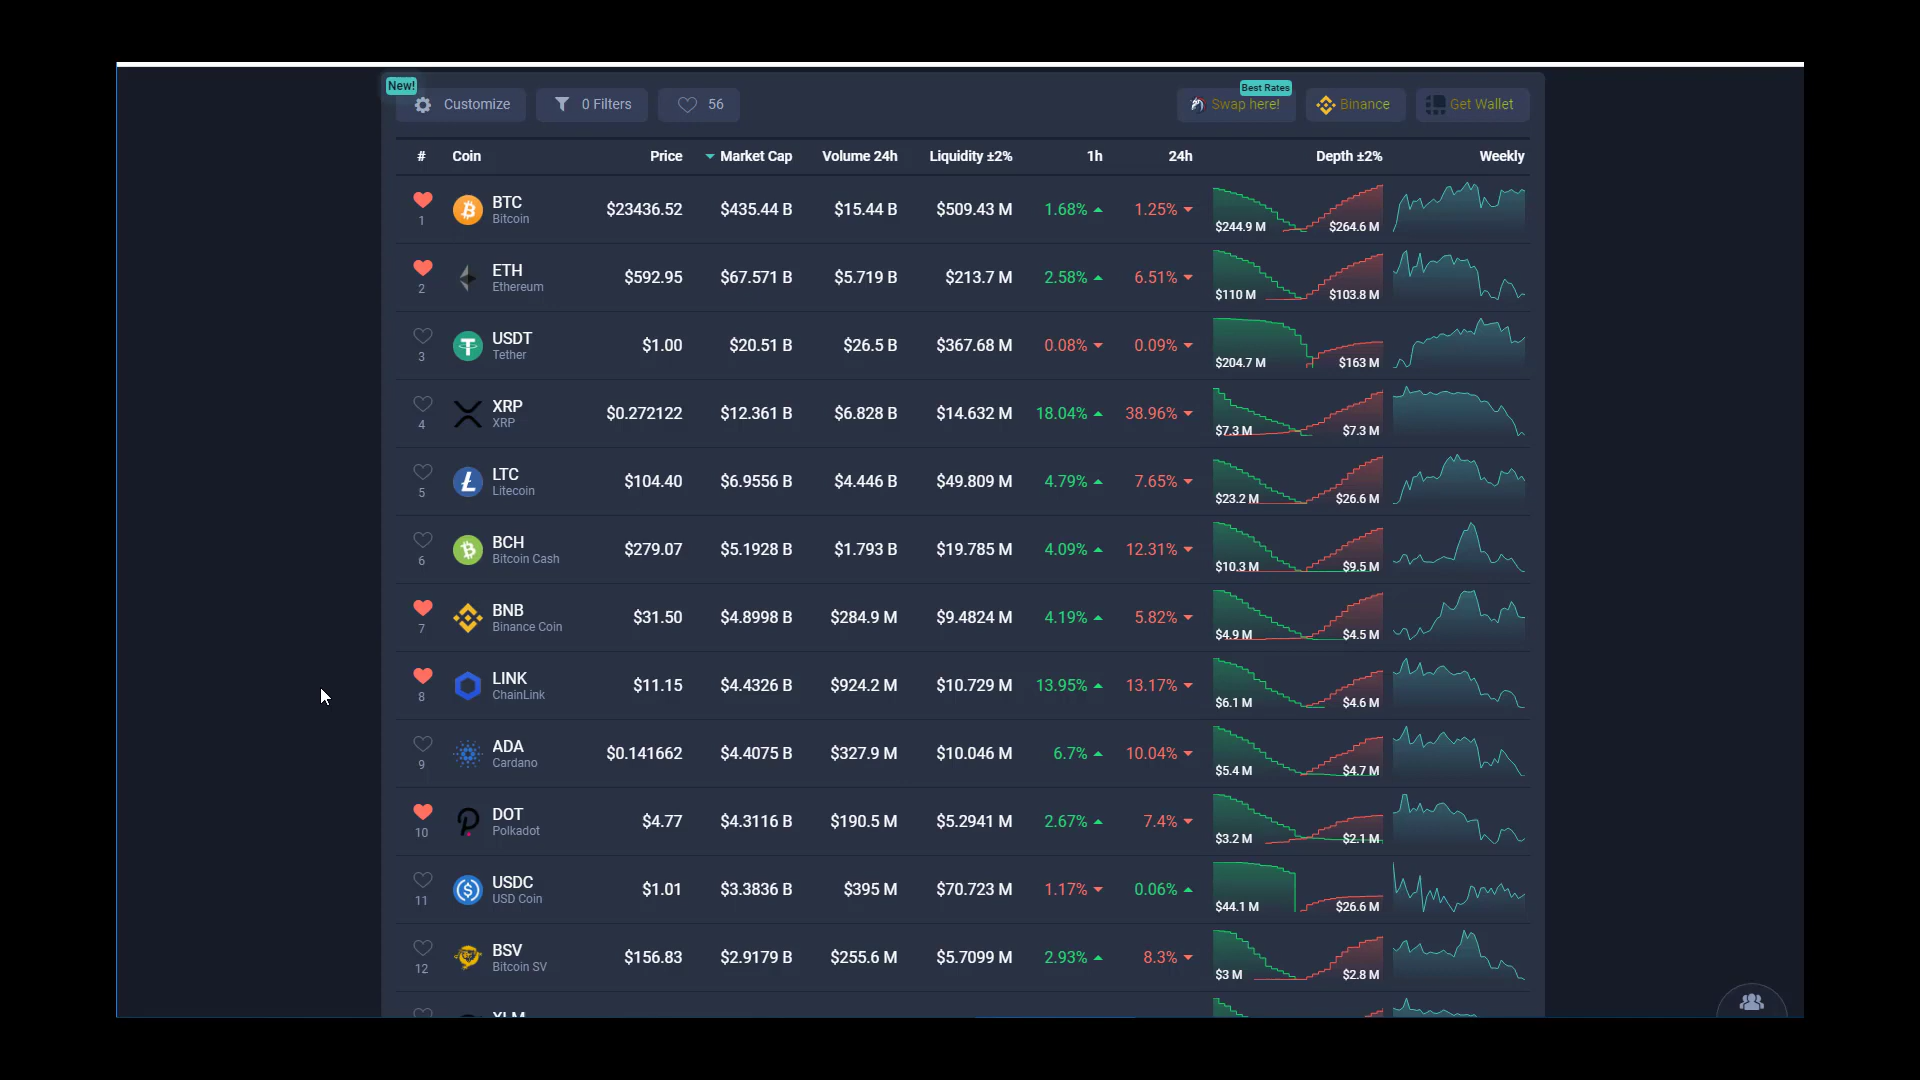 New!
Customize 0 Filters 56 Best Rates Swap here! Binance Get Wallet
# Coin Price Market Cap Volume 24h Liquidity ±2% 1h 24h Depth ±2% Weekly
1 BTC Bitcoin $23436.52 $435.44 B $15.44 B $509.43 M 1.68% 1.25% $244.9 M $264.6 M
2 ETH Ethereum $592.95 $67.571 B $5.719 B $213.7 M 2.58% 6.51% $110 M $103.8 M
3 USDT Tether $1.00 $20.51 B $26.5 B $367.68 M 0.08% 0.09% $204.7 M $163 M
4 XRP XRP $0.272122 $12.361 B $6.828 B $14.632 M 18.04% 38.96% $7.3 M $7.3 M
5 LTC Litecoin $104.40 $6.9556 B $4.446 B $49.809 M 4.79% 7.65% $23.2 M $26.6 M
6 BCH Bitcoin Cash $279.07 $5.1928 B $1.793 B $19.785 M 4.09% 12.31% $10.3 M $9.5 M
7 BNB Binance Coin $31.50 $4.8998 B $284.9 M $9.4824 M 4.19% 5.82% $4.9 M $4.5 M
8 LINK ChainLink $11.15 $4.4326 B $924.2 M $10.729 M 13.95% 13.17% $6.1 M $4.6 M
9 ADA Cardano $0.141662 $4.4075 B $327.9 M $10.046 M 6.7% 10.04% $5.4 M $4.7 M
10 DOT Polkadot $4.77 $4.3116 B $190.5 M $5.2941 M 2.67% 7.4% $3.2 M $2.1 M
11 USDC USD Coin $1.01 $3.3836 B $395 M $70.723 M 1.17% 0.06% $44.1 M $26.6 M
12 BSV Bitcoin SV $156.83 $2.9179 B $255.6 M $5.7099 M 2.93% 8.3% $3 M $2.8 M
XLM